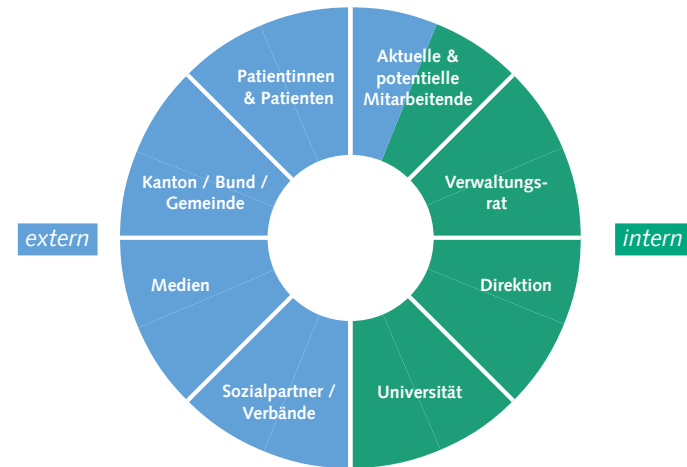 Aktuelle &
potentielle
Mitarbeitende
Patientinnen
& Patienten
Kanton / Bund /
Gemeinde
Verwaltungs-
rat
extern
intern
Medien
Direktion
Sozialpartner /
Verbände
Universität